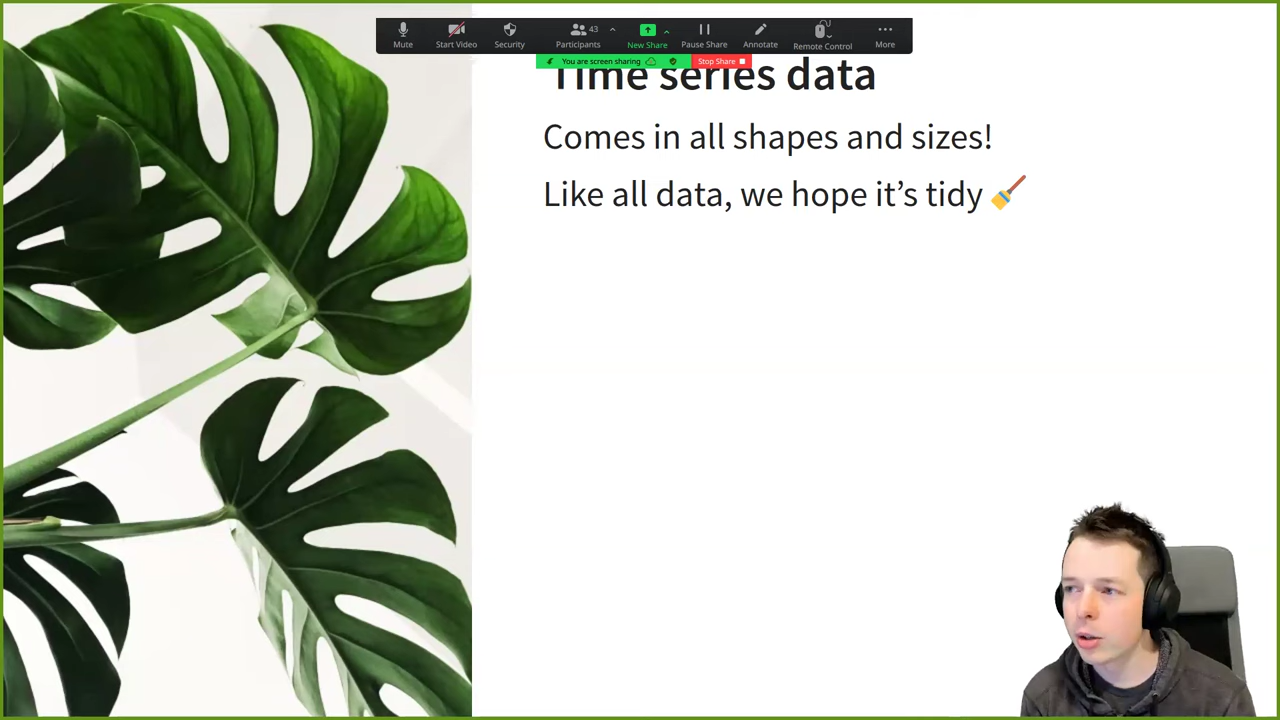 Mute
Start Video
Security
Participants
43
New Share
Pause Share
Annotate
Remote Control
More
You are screen sharing
Stop Share
Time series data
Comes in all shapes and sizes!
Like all data, we hope it’s tidy